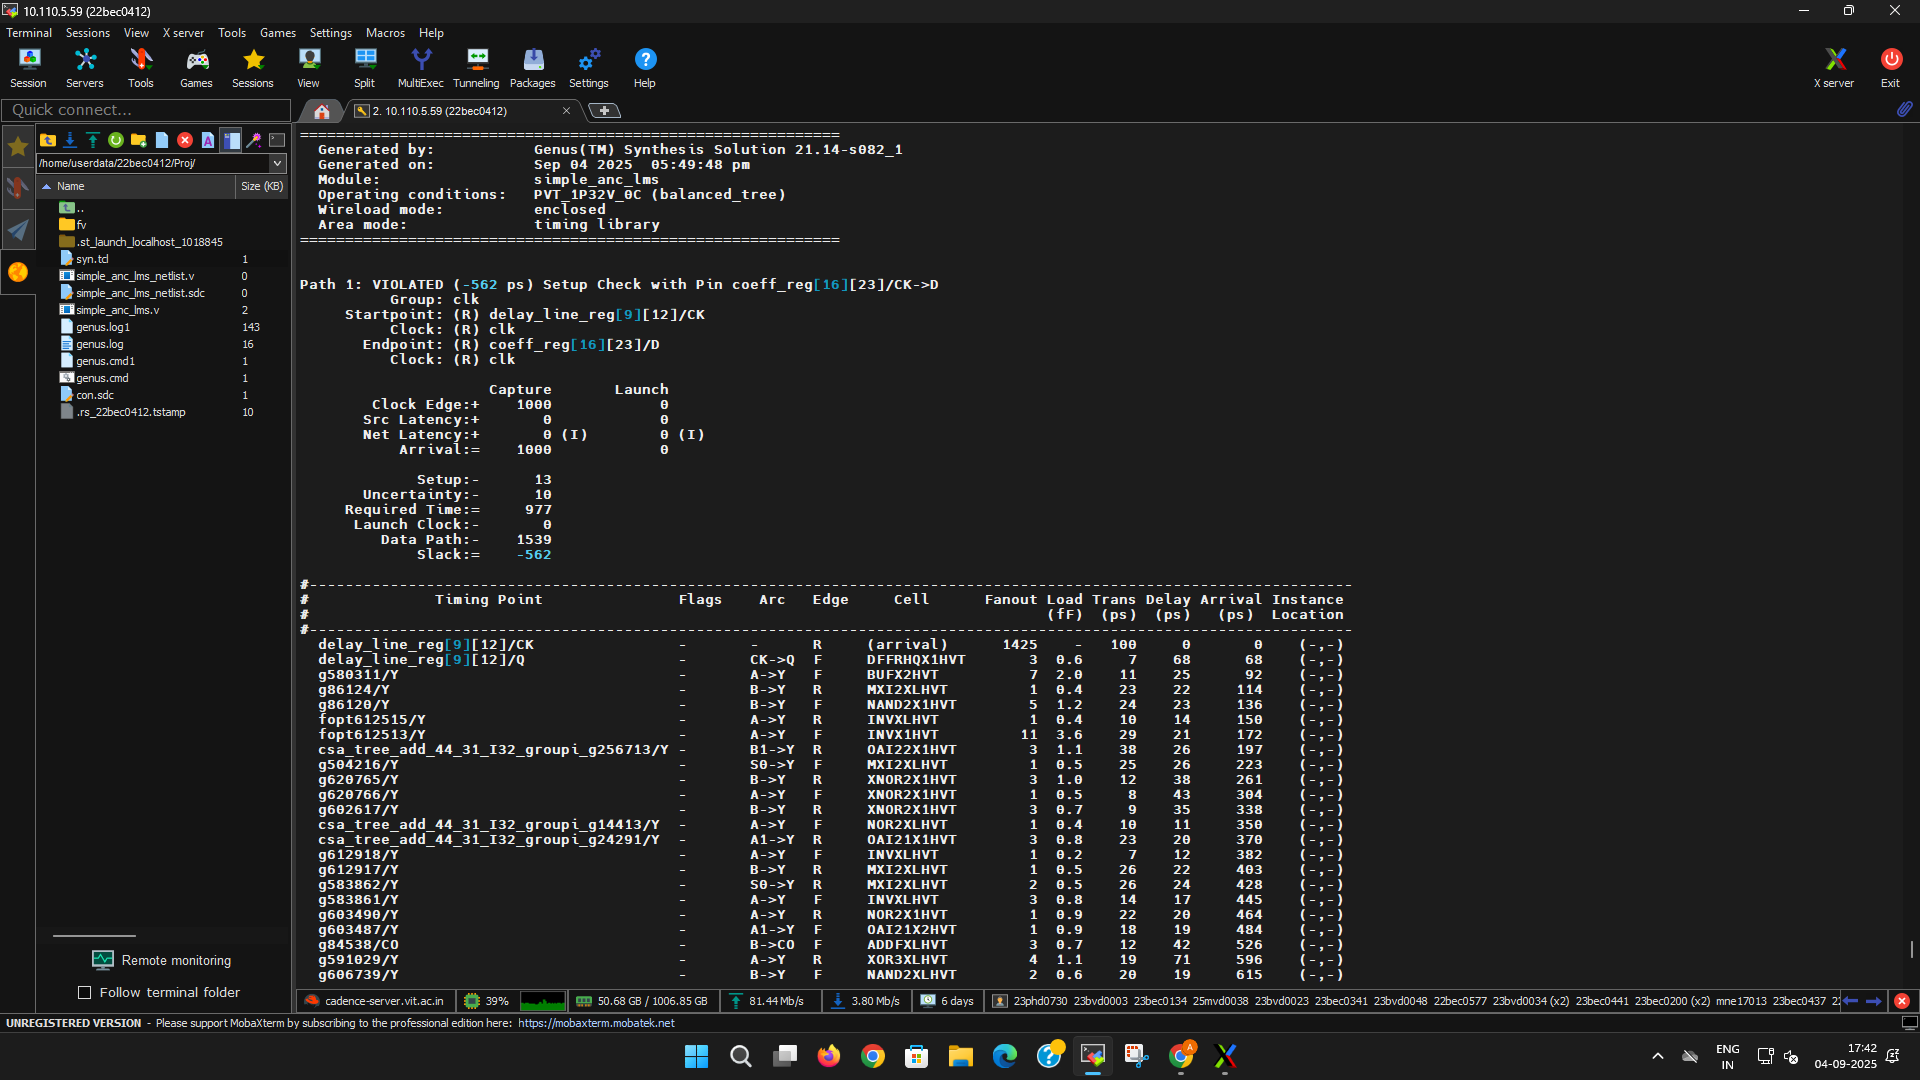 10.110.5.59 (22bec0412)
Terminal Sessions View X server Tools Games Settings Macros Help
Session Servers Tools Games Sessions View Split MultiExec Tunneling Packages Settings Help X server Exit
Quick connect...
2. 10.110.5.59 (22bec0412)
/home/userdata/22bec0412/Proj/
Name Size (KB)
..
fv
.st_launch_localhost_1018845
syn.tcl 1
simple_anc_lms_netlist.v 0
simple_anc_lms_netlist.sdc 0
simple_anc_lms.v 2
genus.log1 143
genus.log 16
genus.cmd1 1
genus.cmd 1
con.sdc 1
.rs_22bec0412.tstamp 10
Remote monitoring
Follow terminal folder
============================================================
Generated by: Genus(TM) Synthesis Solution 21.14-s082_1
Generated on: Sep 04 2025 05:49:48 pm
Module: simple_anc_lms
Operating conditions: PVT_1P32V_0C (balanced_tree)
Wireload mode: enclosed
Area mode: timing library
============================================================
Path 1: VIOLATED (-562 ps) Setup Check with Pin coeff_reg[16][23]/CK->D
Group: clk
Startpoint: (R) delay_line_reg[9][12]/CK
Clock: (R) clk
Endpoint: (R) coeff_reg[16][23]/D
Clock: (R) clk
Capture Launch
Clock Edge:+ 1000 0
Src Latency:+ 0 0
Net Latency:+ 0 (I) 0 (I)
Arrival:= 1000 0
Setup:- 13
Uncertainty:- 10
Required Time:= 977
Launch Clock:- 0
Data Path:- 1539
Slack:= -562
#--------------------------------------------------------------------------------------------------------------------
# Timing Point Flags Arc Edge Cell Fanout Load Trans Delay Arrival Instance
# (fF) (ps) (ps) (ps) Location
#--------------------------------------------------------------------------------------------------------------------
delay_line_reg[9][12]/CK - - R (arrival) 1425 - 100 0 0 (-,-)
delay_line_reg[9][12]/Q - CK->Q F DFFRHQX1HVT 3 0.6 7 68 68 (-,-)
g580311/Y - A->Y F BUFX2HVT 7 2.0 11 25 92 (-,-)
g86124/Y - B->Y R MXI2XLHVT 1 0.4 23 22 114 (-,-)
g86120/Y - B->Y F NAND2X1HVT 5 1.2 24 23 136 (-,-)
fopt612515/Y - A->Y R INVXLHVT 1 0.4 10 14 150 (-,-)
fopt612513/Y - A->Y F INVX1HVT 11 3.6 29 21 172 (-,-)
csa_tree_add_44_31_I32_groupi_g256713/Y - B1->Y R OAI22X1HVT 3 1.1 38 26 197 (-,-)
g504216/Y - S0->Y F MXI2XLHVT 1 0.5 25 26 223 (-,-)
g620765/Y - B->Y R XNOR2X1HVT 3 1.0 12 38 261 (-,-)
g620766/Y - A->Y F XNOR2X1HVT 1 0.5 8 43 304 (-,-)
g602617/Y - B->Y R XNOR2X1HVT 3 0.7 9 35 338 (-,-)
csa_tree_add_44_31_I32_groupi_g14413/Y - A->Y F NOR2XLHVT 1 0.4 10 11 350 (-,-)
csa_tree_add_44_31_I32_groupi_g24291/Y - A1->Y R OAI21X1HVT 3 0.8 23 20 370 (-,-)
g612918/Y - A->Y F INVXLHVT 1 0.2 7 12 382 (-,-)
g612917/Y - B->Y R MXI2XLHVT 1 0.5 26 22 403 (-,-)
g583862/Y - S0->Y R MXI2XLHVT 2 0.5 26 24 428 (-,-)
g583861/Y - A->Y F INVXLHVT 3 0.8 14 17 445 (-,-)
g603490/Y - A->Y R NOR2X1HVT 1 0.9 22 20 464 (-,-)
g603487/Y - A1->Y F OAI21X2HVT 1 0.9 18 19 484 (-,-)
g84538/CO - B->CO F ADDFXLHVT 3 0.7 12 42 526 (-,-)
g591029/Y - A->Y R XOR3XLHVT 4 1.1 19 71 596 (-,-)
g606739/Y - B->Y F NAND2XLHVT 2 0.6 20 19 615 (-,-)
cadence-server.vit.ac.in 39% 50.68 GB / 1006.85 GB 81.44 Mb/s 3.80 Mb/s 6 days 23phd0730 23bvd0003 23bec0134 25mvd0038 23bvd0023 23bec0341 23bvd0048 22bec0577 23bvd0034 (x2) 23bec0441 23bec0200 (x2) mne17013 23bec0437
UNREGISTERED VERSION - Please support MobaXterm by subscribing to the professional edition here: https://mobaxterm.mobatek.net
ENG
IN
17:42
04-09-2025